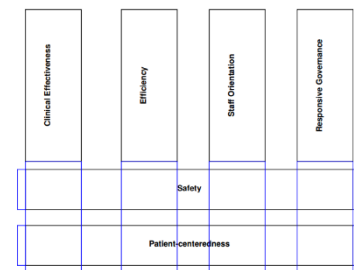 Clinical Effectiveness
Efficiency
Staff Orientation
Responsive Governance
Safety
Patient-centeredness